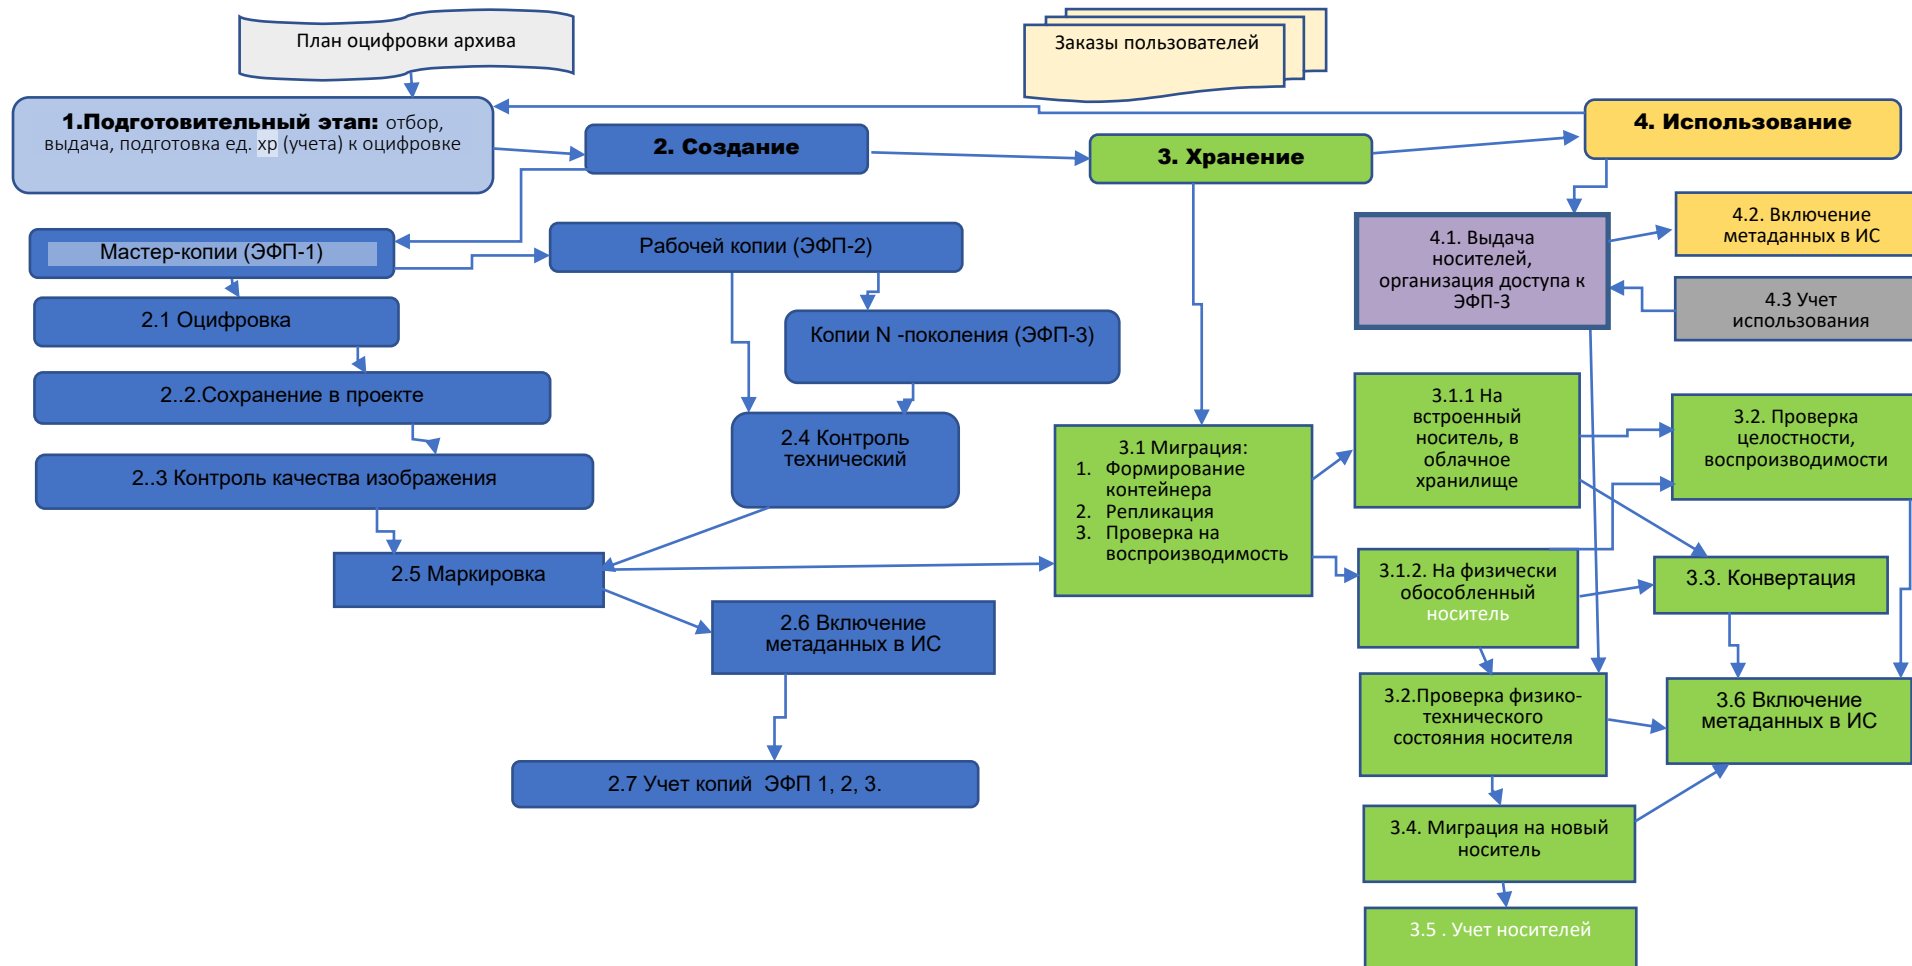 План оцифровки архива
Заказы пользователей
1.Подготовительный этап: отбор,
выдача, подготовка ед. хр (учета) к оцифровке
2. Создание
3. Хранение
4. Использование
Мастер-копии (ЭФП-1)
Рабочей копии (ЭФП-2)
2.1 Оцифровка
Копии N -поколения (ЭФП-3)
2..2.Сохранение в проекте
2.4 Контроль
технический
2..3 Контроль качества изображения
2.5 Маркировка
2.6 Включение
метаданных в ИС
2.7 Учет копий  ЭФП 1, 2, 3.
3.1 Миграция:
1. Формирование
контейнера
2. Репликация
3. Проверка на
воспроизводимость
4.1. Выдача
носителей,
организация доступа к
ЭФП-3
4.2. Включение
метаданных в ИС
4.3 Учет
использования
3.1.1 На
встроенный
носитель, в
облачное
хранилище
3.2. Проверка
целостности,
воспроизводимости
3.1.2. На физически
обособленный
носитель
3.3. Конвертация
3.2.Проверка физико-
технического
состояния носителя
3.6 Включение
метаданных в ИС
3.4. Миграция на новый
носитель
3.5 . Учет носителей